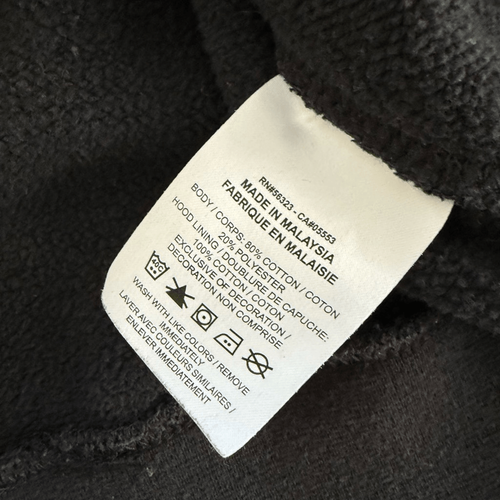 RN#56323 - CA#05553
MADE IN MALAYSIA
FABRIQUE EN MALAISIE
BODY / CORPS: 80% COTTON / COTON
20% POLYESTER
HOOD LINING / DOUBLURE DE CAPUCHE:
100% COTTON / COTON
EXCLUSIVE OF DECORATION /
DECORATION NON COMPRISE
WASH WITH LIKE COLORS / REMOVE
IMMEDIATELY
LAVER AVEC COULEURS SIMILAIRES /
ENLEVER IMMEDIATEMENT